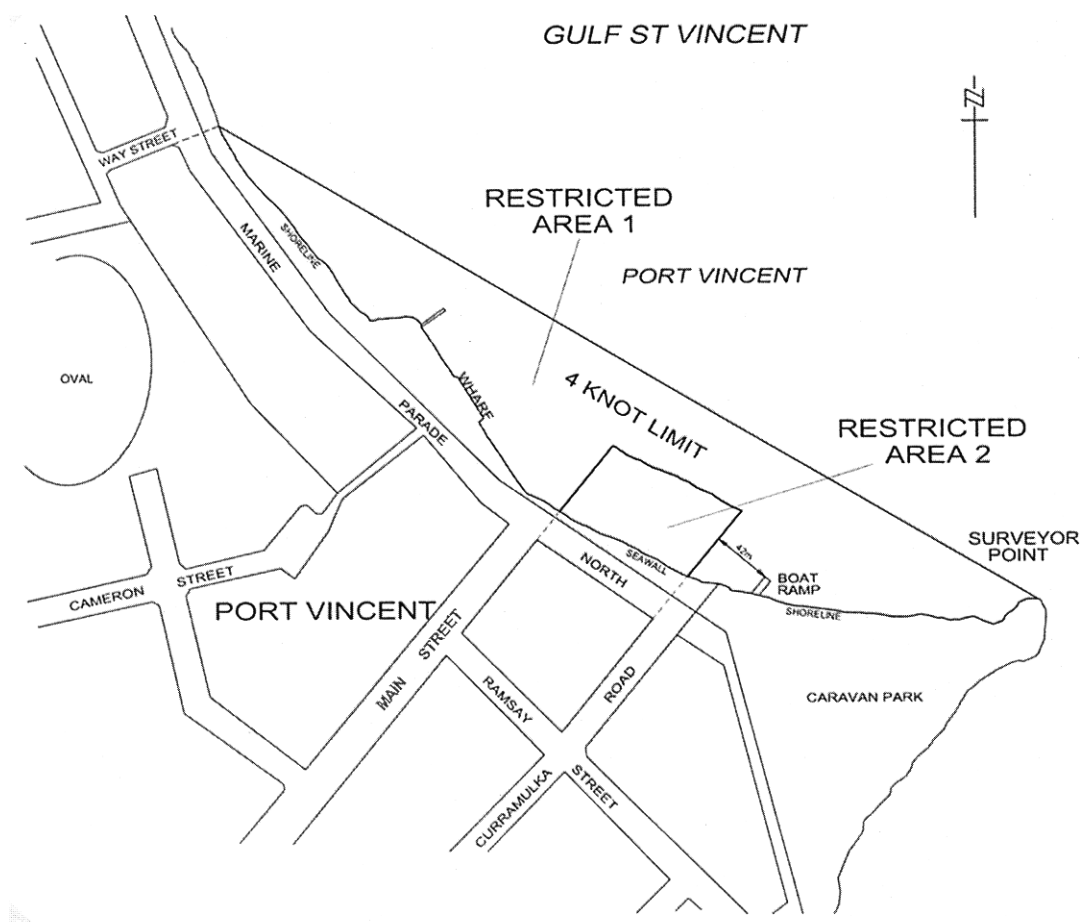 GULF ST VINCENT
N
WAY STREET
RESTRICTED
AREA 1
MARINE
SHORELINE
PORT VINCENT
OVAL
WHARF
4 KNOT LIMIT
PARADE
RESTRICTED
AREA 2
SURVEYOR
POINT
SEAWALL
42m
NORTH
BOAT
RAMP
CAMERON STREET
PORT VINCENT
SHORELINE
MAIN STREET
RAMSAY STREET
CURRAMULKA ROAD
CARAVAN PARK